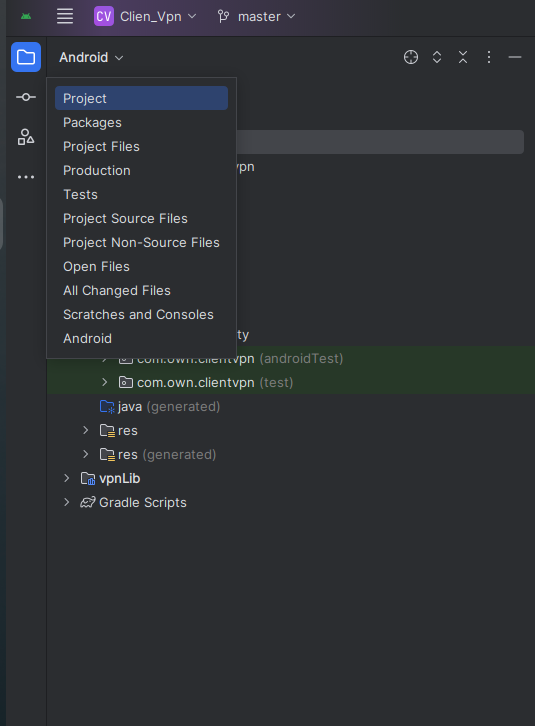 CV Clien_Vpn master
Android
Project
Packages
Project Files
Production
vpn
Tests
Project Source Files
Project Non-Source Files
Open Files
All Changed Files
Scratches and Consoles
Android
ty
com.own.clientvpn (androidTest)
com.own.clientvpn (test)
java (generated)
res
res (generated)
vpnLib
Gradle Scripts